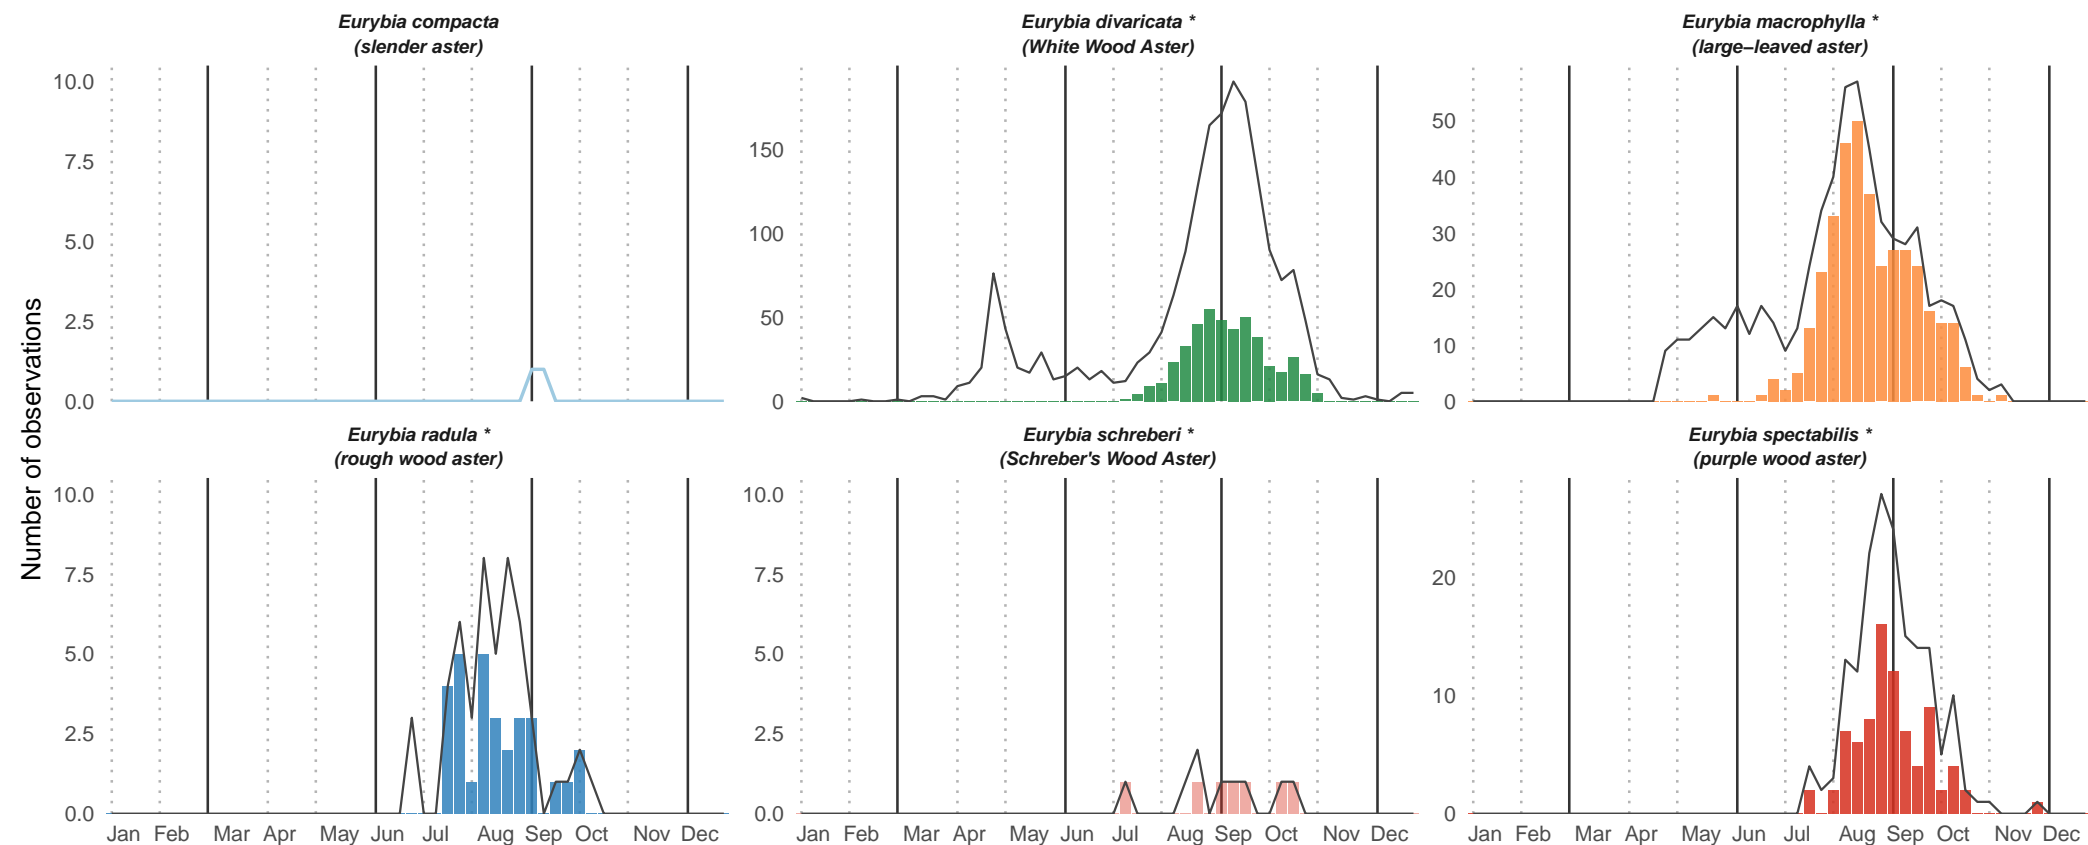 Eurybia compacta
(slender aster)
Eurybia divaricata *
(White Wood Aster)
Eurybia macrophylla *
(large−leaved aster)
10.0
7.5
5.0
2.5
0.0
150
100
50
0
50
40
30
20
10
0
Number of observations
Eurybia radula *
(rough wood aster)
Eurybia schreberi *
(Schreber's Wood Aster)
Eurybia spectabilis *
(purple wood aster)
10.0
7.5
5.0
2.5
0.0
10.0
7.5
5.0
2.5
0.0
20
10
0
Jan Feb Mar Apr May Jun Jul Aug Sep Oct Nov Dec
Jan Feb Mar Apr May Jun Jul Aug Sep Oct Nov Dec
Jan Feb Mar Apr May Jun Jul Aug Sep Oct Nov Dec